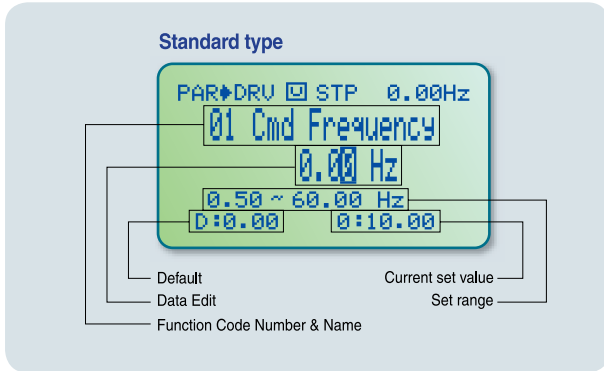 Standard type
PAR♦DRV U STP 0.00Hz
01 Cmd Frequency
0.00 Hz
0.50 ~ 60.00 Hz
D:0.00 0:10.00
Default Current set value
Data Edit Set range
Function Code Number & Name